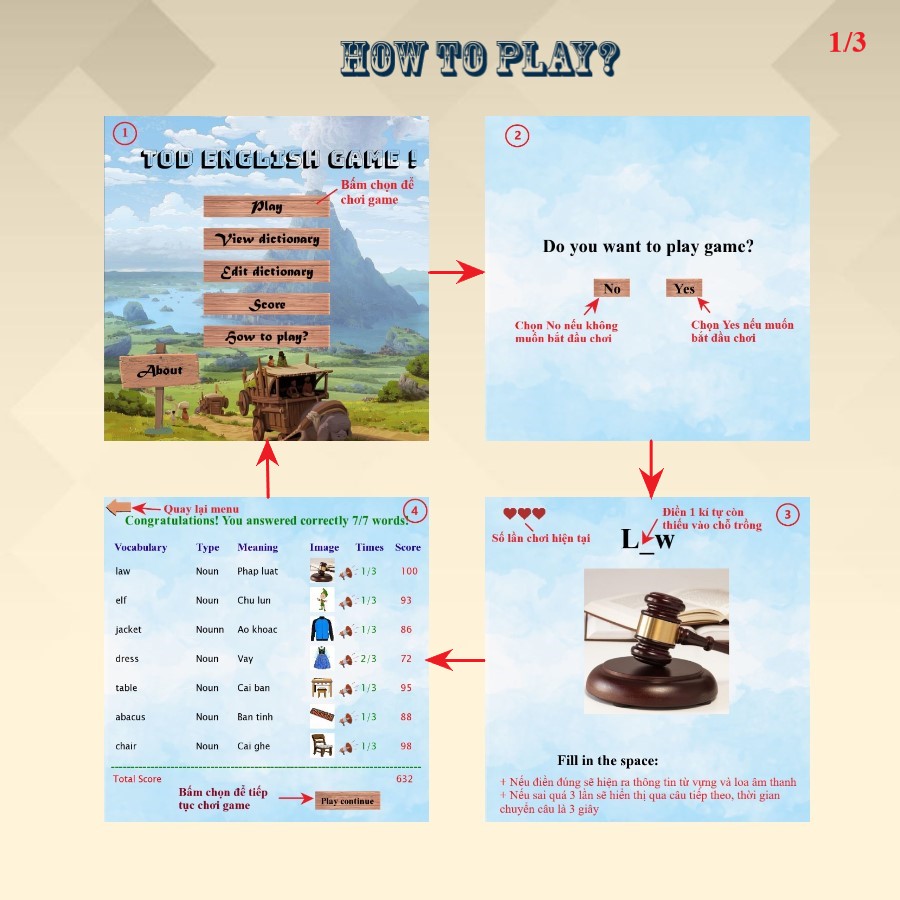 HOW TO PLAY?
1/3
1
TOD ENGLISH GAME !
Bấm chọn để
chơi game
Play
View dictionary
Edit dictionary
Score
How to play?
About
2
Do you want to play game?
No
Yes
Chọn No nếu không
muốn bắt đầu chơi
Chọn Yes nếu muốn
bắt đầu chơi
3
Số lần chơi hiện tại
Điền 1 kí tự còn
thiếu vào chỗ trống
L_w
Fill in the space:
+ Nếu điền đúng sẽ hiện ra thông tin từ vựng và loa âm thanh
+ Nếu sai quá 3 lần sẽ hiển thị qua câu tiếp theo, thời gian
chuyển câu là 3 giây
4
Quay lại menu
Congratulations! You answered correctly 7/7 words!
Vocabulary Type Meaning Image Times Score
law Noun Phap luat 1/3 100
elf Noun Chu lun 1/3 93
jacket Nounn Ao khoac 1/3 86
dress Noun Vay 2/3 72
table Noun Cai ban 1/3 95
abacus Noun Ban tinh 1/3 88
chair Noun Cai ghe 1/3 98
Total Score 632
Bấm chọn để tiếp
tục chơi game
Play continue